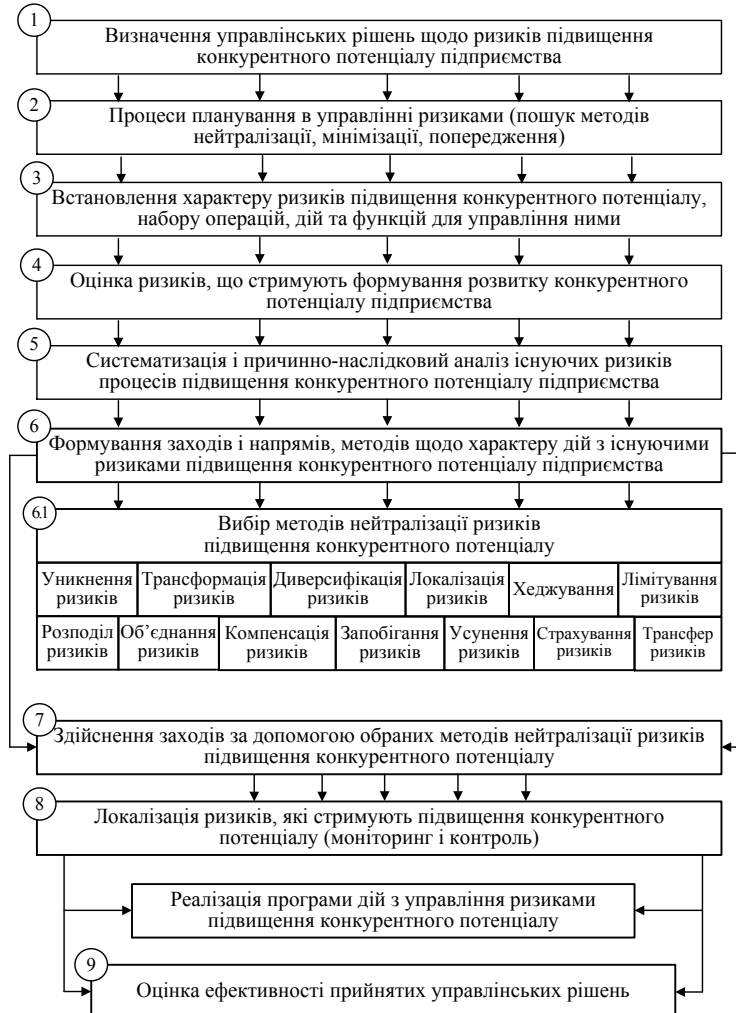 1
Визначення управлінських рішень щодо ризиків підвищення
конкурентного потенціалу підприємства
2
Процеси планування в управлінні ризиками (пошук методів
нейтралізації, мінімізації, попередження)
3
Встановлення характеру ризиків підвищення конкурентного потенціалу,
набору операцій, дій та функцій для управління ними
4
Оцінка ризиків, що стримують формування розвитку конкурентного
потенціалу підприємства
5
Систематизація і причинно-наслідковий аналіз існуючих ризиків
процесів підвищення конкурентного потенціалу підприємства
6
Формування заходів і напрямів, методів щодо характеру дій з існуючими
ризиками підвищення конкурентного потенціалу підприємства
6.1
Вибір методів нейтралізації ризиків
підвищення конкурентного потенціалу
Уникнення
ризиків
Трансформація
ризиків
Диверсифікація
ризиків
Локалізація
ризиків
Хеджування
Лімітування
ризиків
Розподіл
ризиків
Об’єднання
ризиків
Компенсація
ризиків
Запобігання
ризиків
Усунення
ризиків
Страхування
ризиків
Трансфер
ризиків
7
Здійснення заходів за допомогою обраних методів нейтралізації ризиків
підвищення конкурентного потенціалу
8
Локалізація ризиків, які стримують підвищення конкурентного
потенціалу (моніторинг і контроль)
Реалізація програми дій з управління ризиками
підвищення конкурентного потенціалу
9
Оцінка ефективності прийнятих управлінських рішень